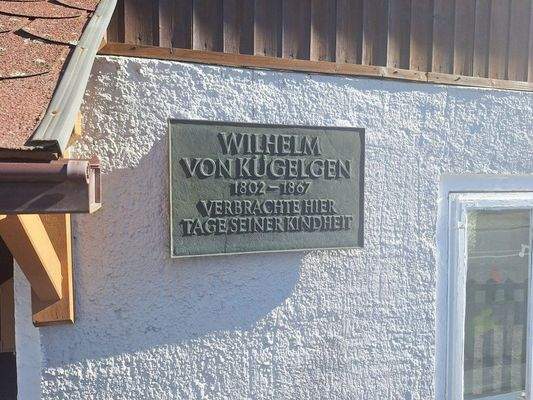 WILHELM
VON KÜGELGEN
1802-1867
VERBRACHTE HIER
TAGE SEINER KINDHEIT